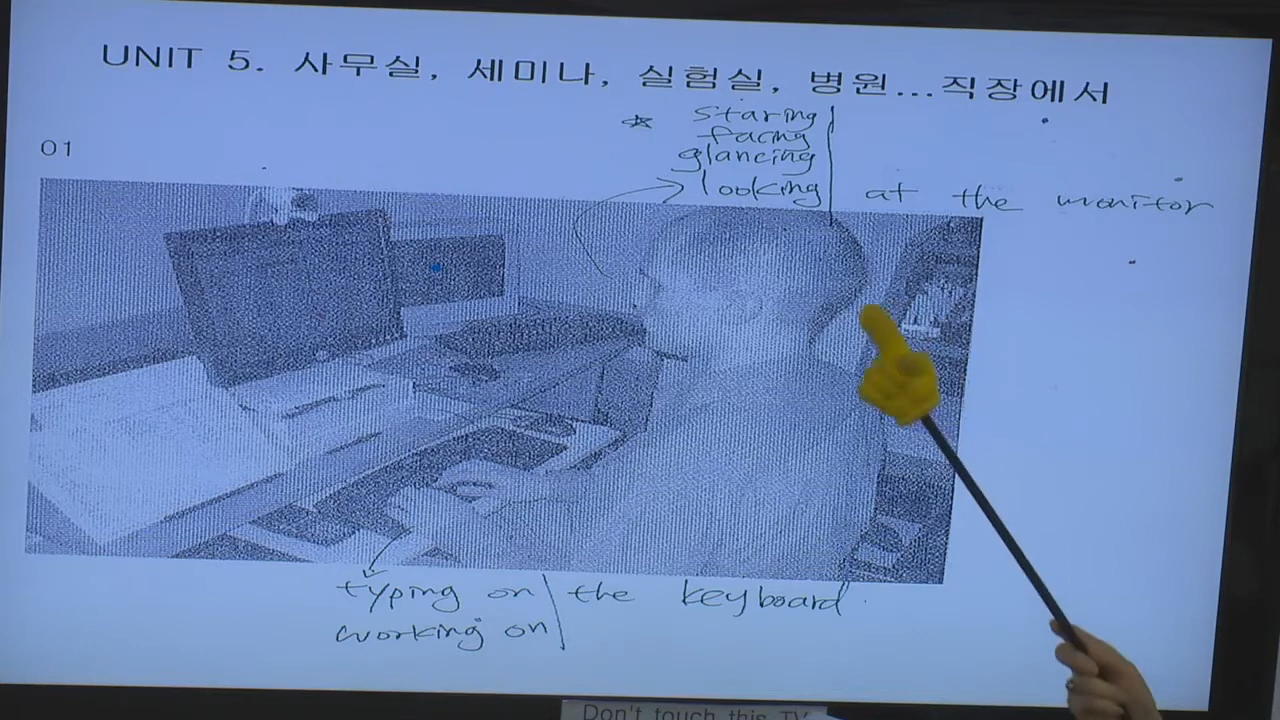 UNIT 5. 사무실, 세미나, 실험실, 병원...직장에서
01
staring
facing
glancing
looking at the monitor
typing on the keyboard
working on
Don't touch this TV